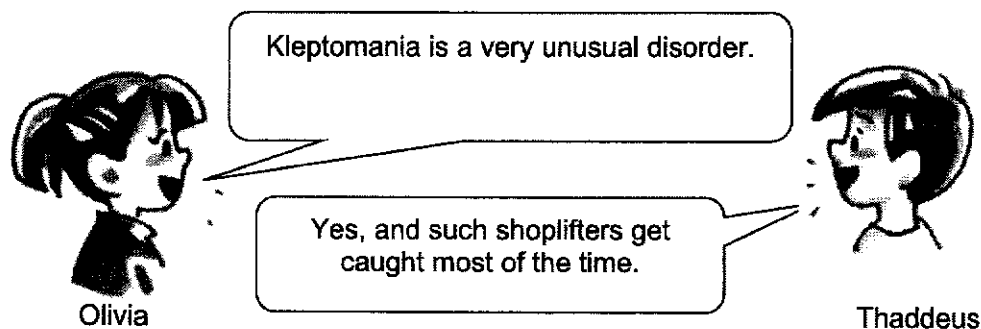 Kleptomania is a very unusual disorder.
Yes, and such shoplifters get
caught most of the time.
Olivia
Thaddeus